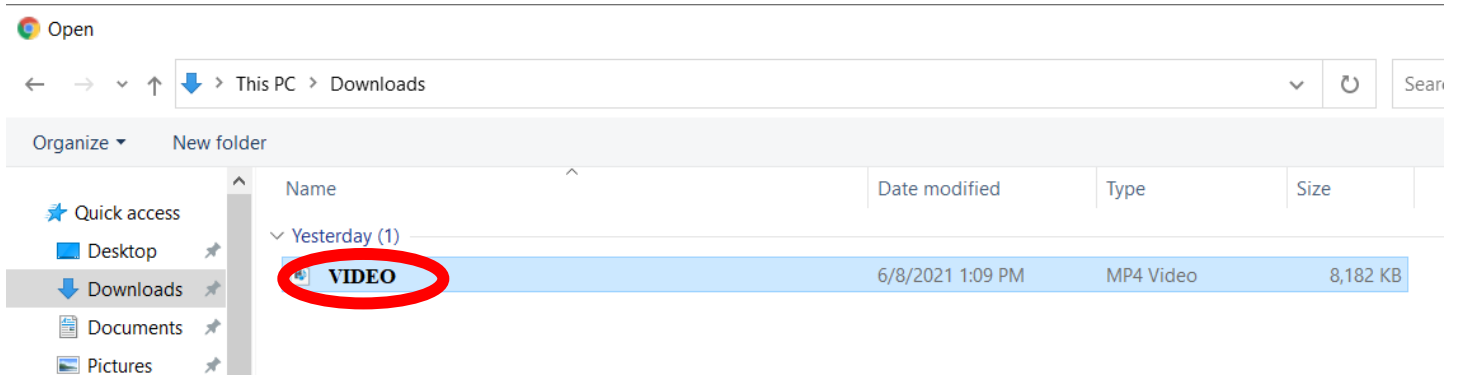 Open
This PC > Downloads
Sear
Organize New folder
Name Date modified Type Size
Quick access
Yesterday (1)
Desktop
VIDEO 6/8/2021 1:09 PM MP4 Video 8,182 KB
Downloads
Documents
Pictures